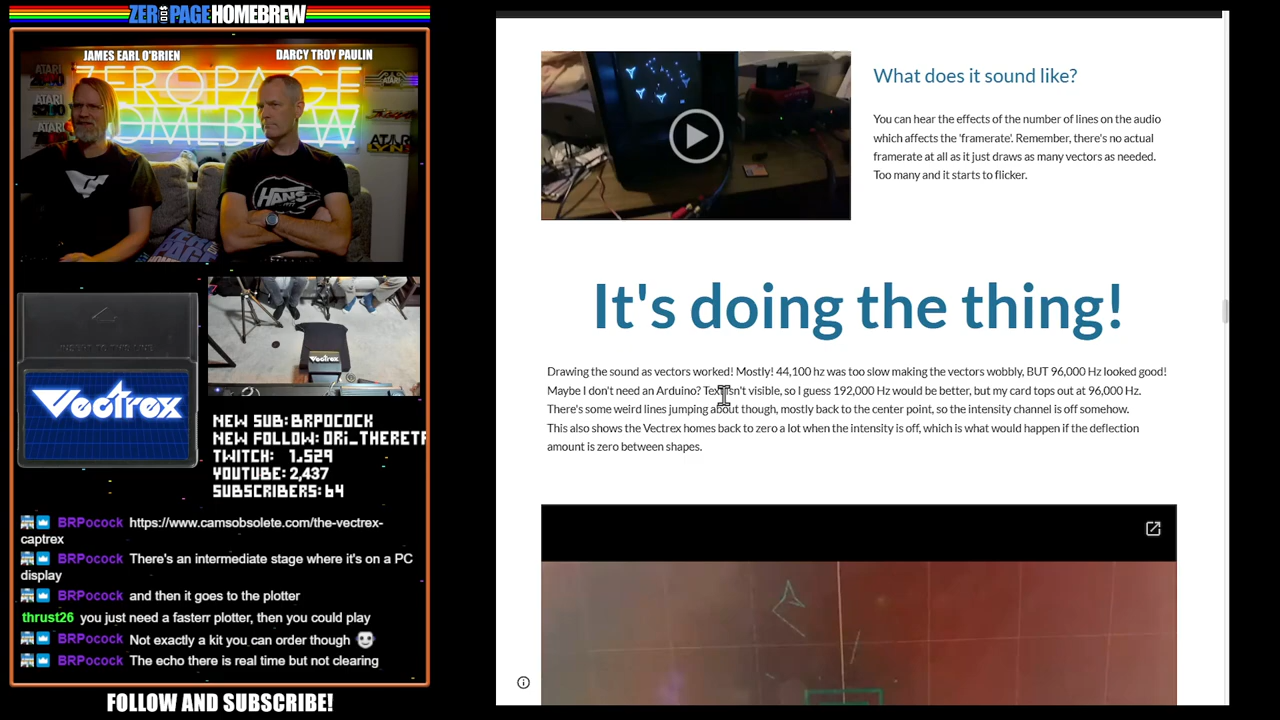 ZEROPAGE HOMEBREW
JAMES EARL O'BRIEN
DARCY TROY PAULIN
ATARI
ZEROPAGE
HOMEBREW
ATARI
LYNX
HANS
ZERO
PAGE
Vectrex
Vectrex
NEW SUB: BRPOCOCK
NEW FOLLOW: ORI_THERETR
TWITCH: 1,529
YOUTUBE: 2,437
SUBSCRIBERS: 64
BRPocock https://www.camsobsolete.com/the-vectrex-
captrex
BRPocock There's an intermediate stage where it's on a PC
display
BRPocock and then it goes to the plotter
thrust26 you just need a fasterr plotter, then you could play
BRPocock Not exactly a kit you can order though
BRPocock The echo there is real time but not clearing
FOLLOW AND SUBSCRIBE!
What does it sound like?
You can hear the effects of the number of lines on the audio
which affects the 'framerate'. Remember, there's no actual
framerate at all as it just draws as many vectors as needed.
Too many and it starts to flicker.
It's doing the thing!
Drawing the sound as vectors worked! Mostly! 44,100 hz was too slow making the vectors wobbly, BUT 96,000 Hz looked good!
Maybe I don't need an Arduino? Text isn't visible, so I guess 192,000 Hz would be better, but my card tops out at 96,000 Hz.
There's some weird lines jumping about though, mostly back to the center point, so the intensity channel is off somehow.
This also shows the Vectrex homes back to zero a lot when the intensity is off, which is what would happen if the deflection
amount is zero between shapes.